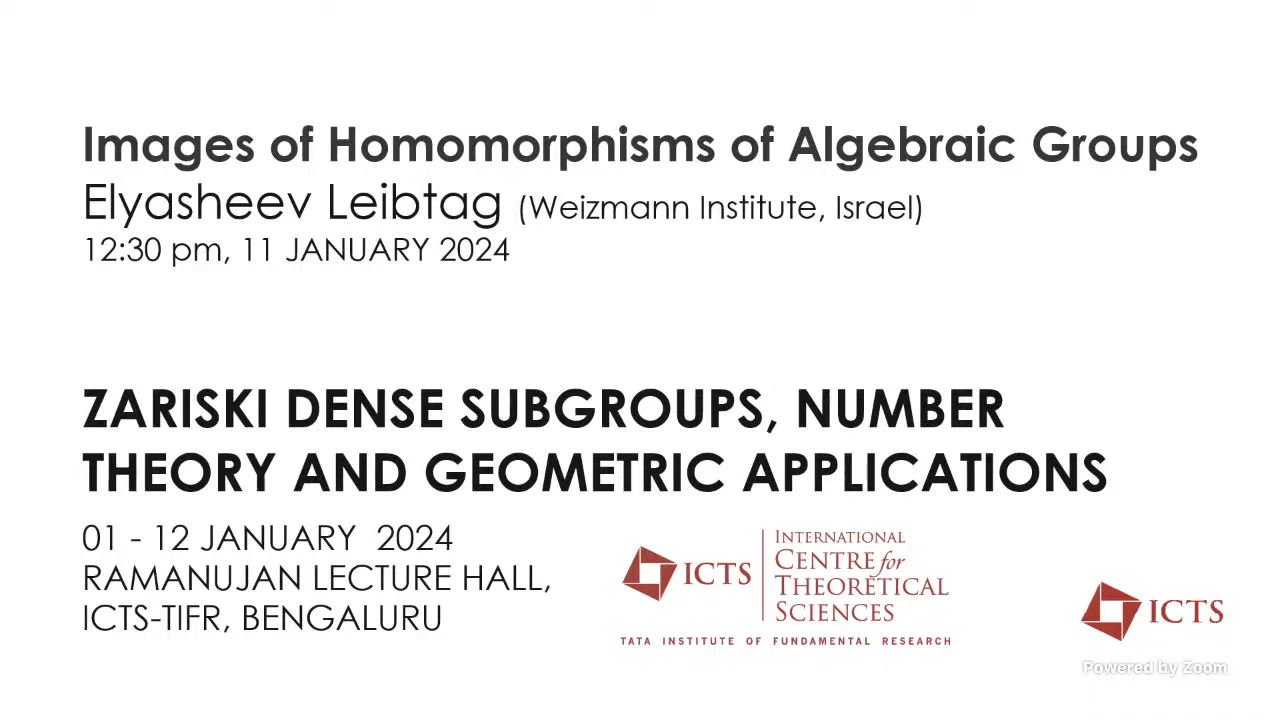 Images of Homomorphisms of Algebraic Groups
Elyasheev Leibtag (Weizmann Institute, Israel)
12:30 pm, 11 JANUARY 2024
ZARISKI DENSE SUBGROUPS, NUMBER
THEORY AND GEOMETRIC APPLICATIONS
01 - 12 JANUARY 2024
RAMANUJAN LECTURE HALL,
ICTS-TIFR, BENGALURU
ICTS
INTERNATIONAL
CENTRE for
THEORETICAL
SCIENCES
TATA INSTITUTE OF FUNDAMENTAL RESEARCH
ICTS
Powered by Zoom